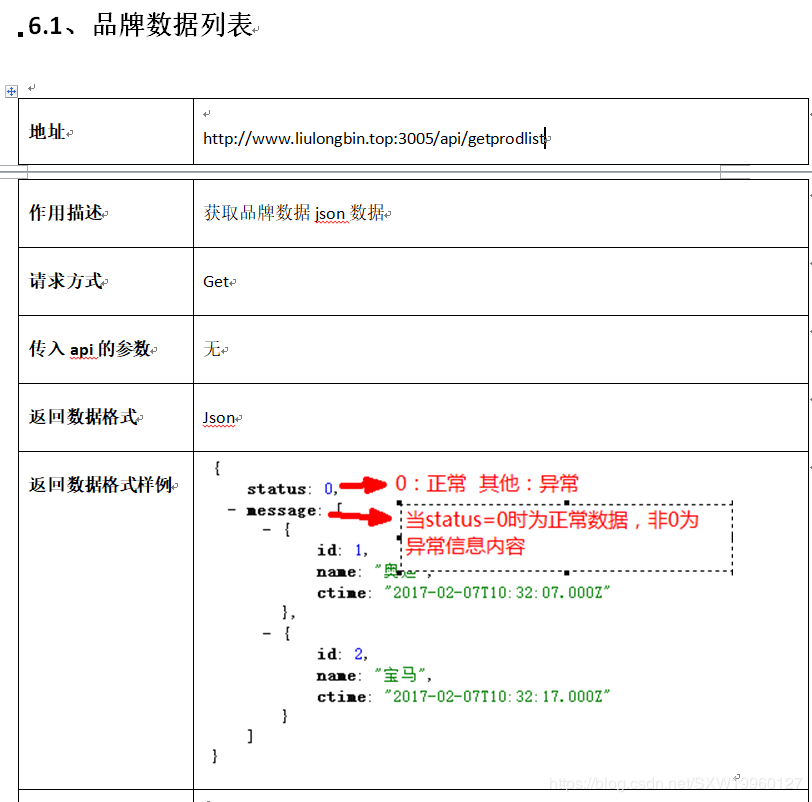 6.1、品牌数据列表
地址
http://www.liulongbin.top:3005/api/getprodlist
作用描述
获取品牌数据 json 数据
请求方式
Get
传入 api 的参数
无
返回数据格式
Json
返回数据格式样例
{
status: 0, 0：正常 其他：异常
- message: [
当status=0时为正常数据，非0为
异常信息内容
- {
id: 1,
name: "奥",
ctime: "2017-02-07T10:32:07.000Z"
},
- {
id: 2,
name: "宝马",
ctime: "2017-02-07T10:32:17.000Z"
}
]
}
https://blog.csdn.net/SXW19960127